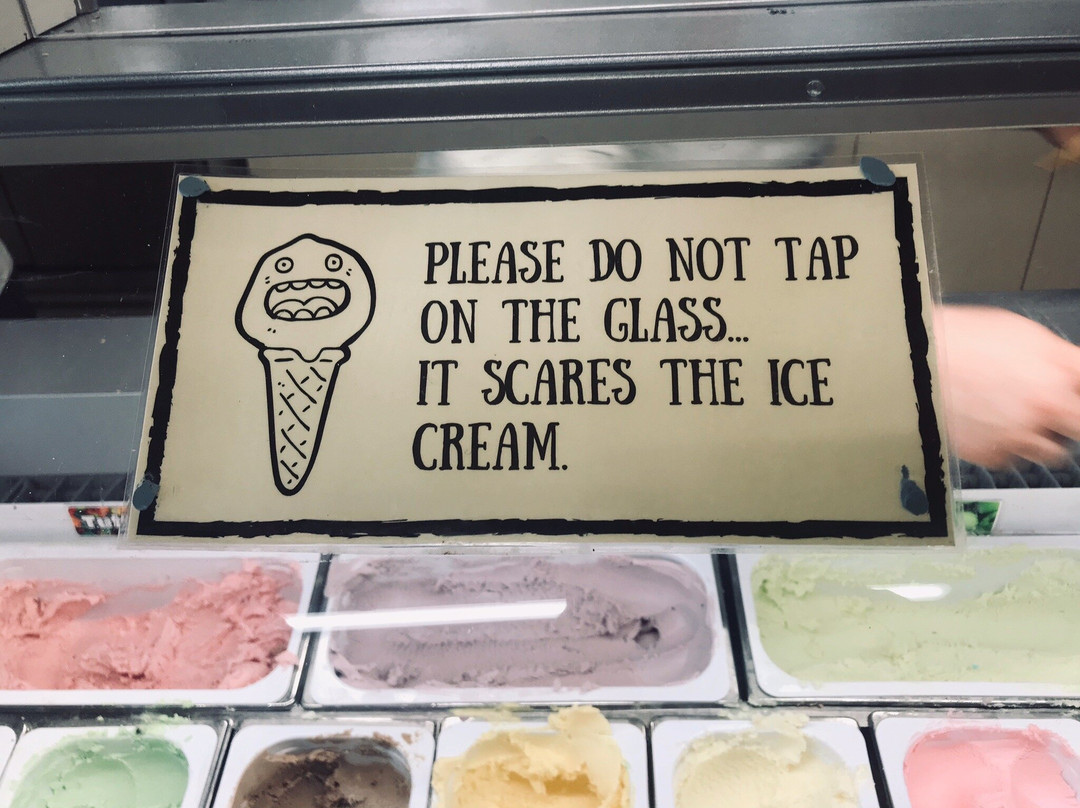 PLEASE DO NOT TAP
ON THE GLASS...
IT SCARES THE ICE
CREAM.